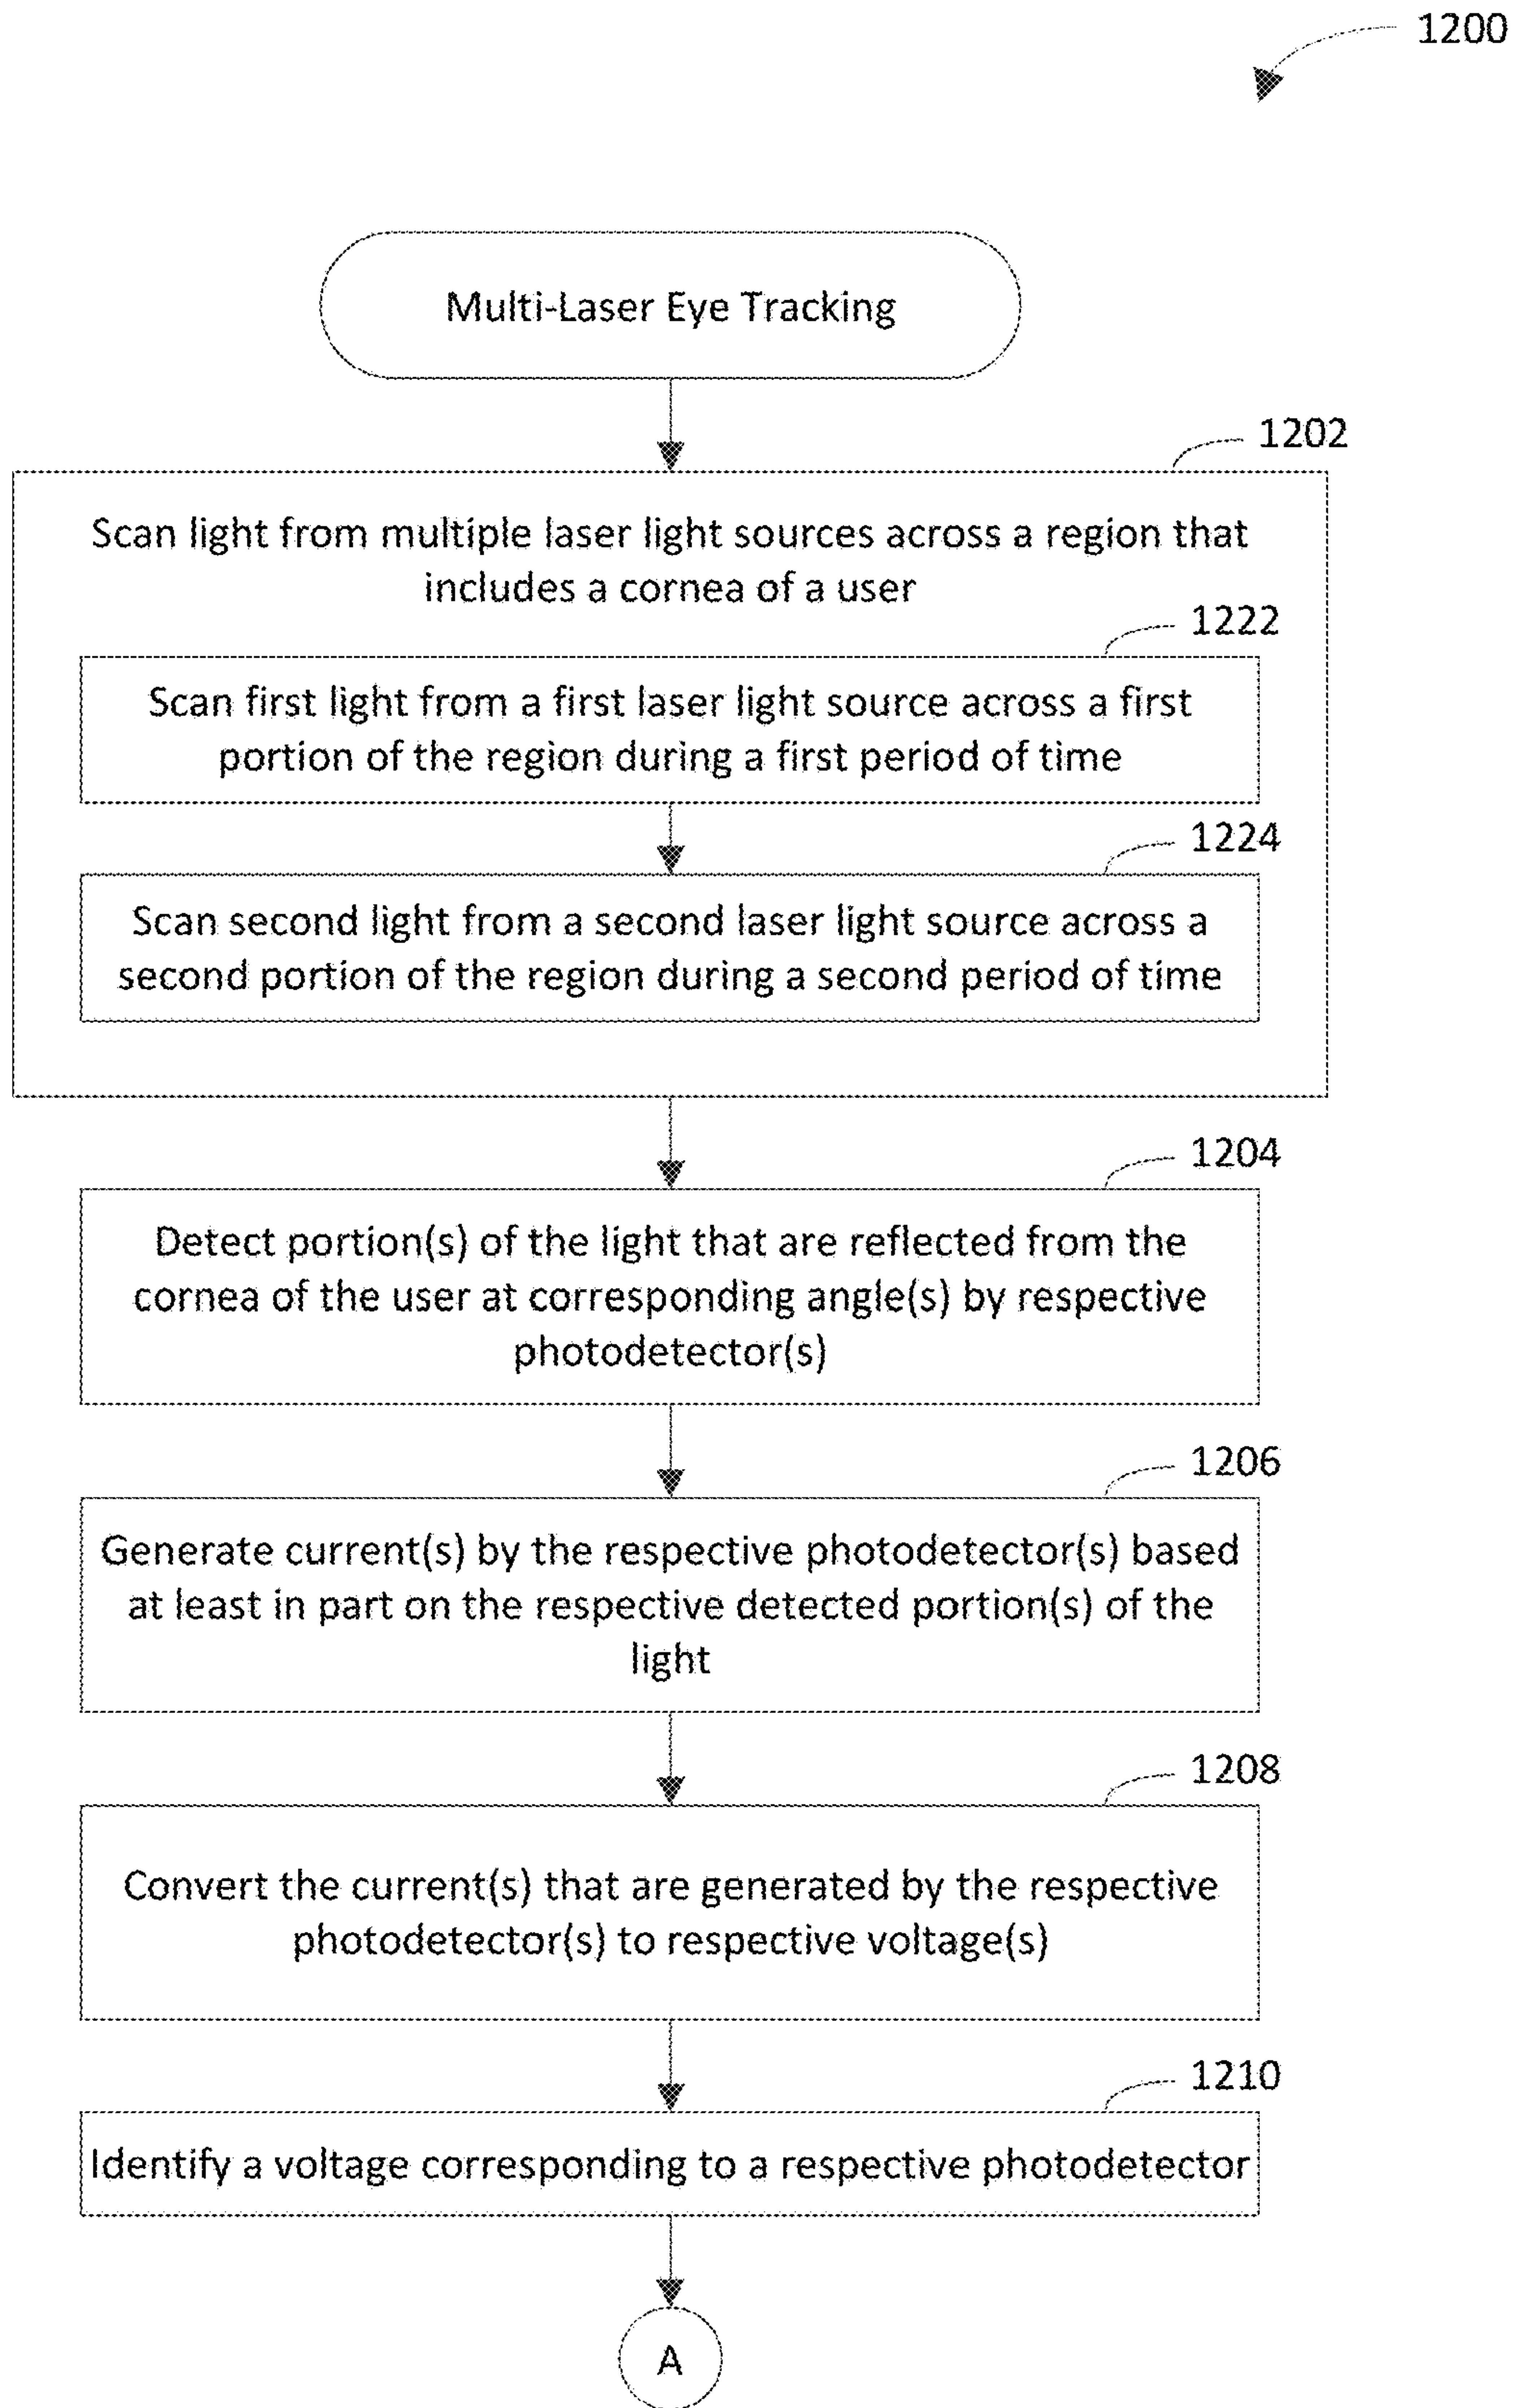 1200
Multi-Laser Eye Tracking
1202
Scan light from multiple laser light sources across a region that
includes a cornea of a user
1222
Scan first light from a first laser light source across a first
portion of the region during a first period of time
1224
Scan second light from a second laser light source across a
second portion of the region during a second period of time
1204
Detect portion(s) of the light that are reflected from the
cornea of the user at corresponding angle(s) by respective
photodetector(s)
1206
Generate current(s) by the respective photodetector(s) based
at least in part on the respective detected portion(s) of the
light
1208
Convert the current(s) that are generated by the respective
photodetector(s) to respective voltage(s)
1210
Identify a voltage corresponding to a respective photodetector
A